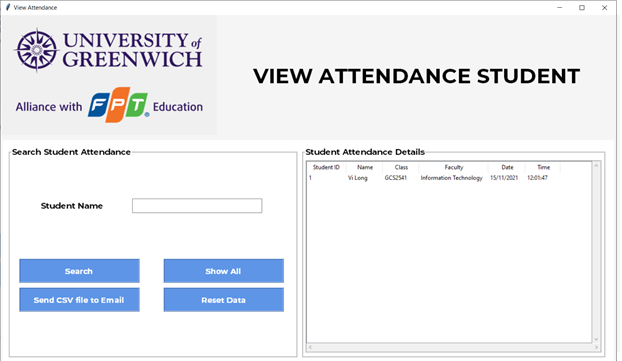 View Attendance
UNIVERSITY of
GREENWICH
Alliance with FPT® Education
VIEW ATTENDANCE STUDENT
Search Student Attendance
Student Name
Search
Show All
Send CSV file to Email
Reset Data
Student Attendance Details
Student ID Name Class Faculty Date Time
1 Vi Long GCS2541 Information Technology 15/11/2021 12:01:47